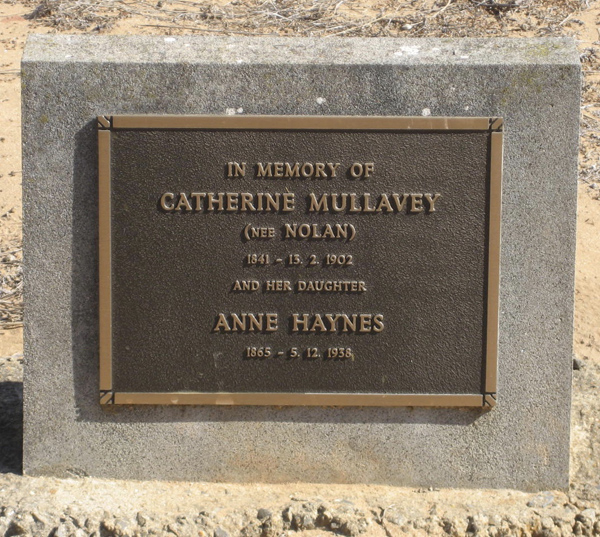 IN MEMORY OF
CATHERINE MULLAVEY
(NEE NOLAN)
1841 - 13. 2. 1902
AND HER DAUGHTER
ANNE HAYNES
1865 - 5. 12. 1938